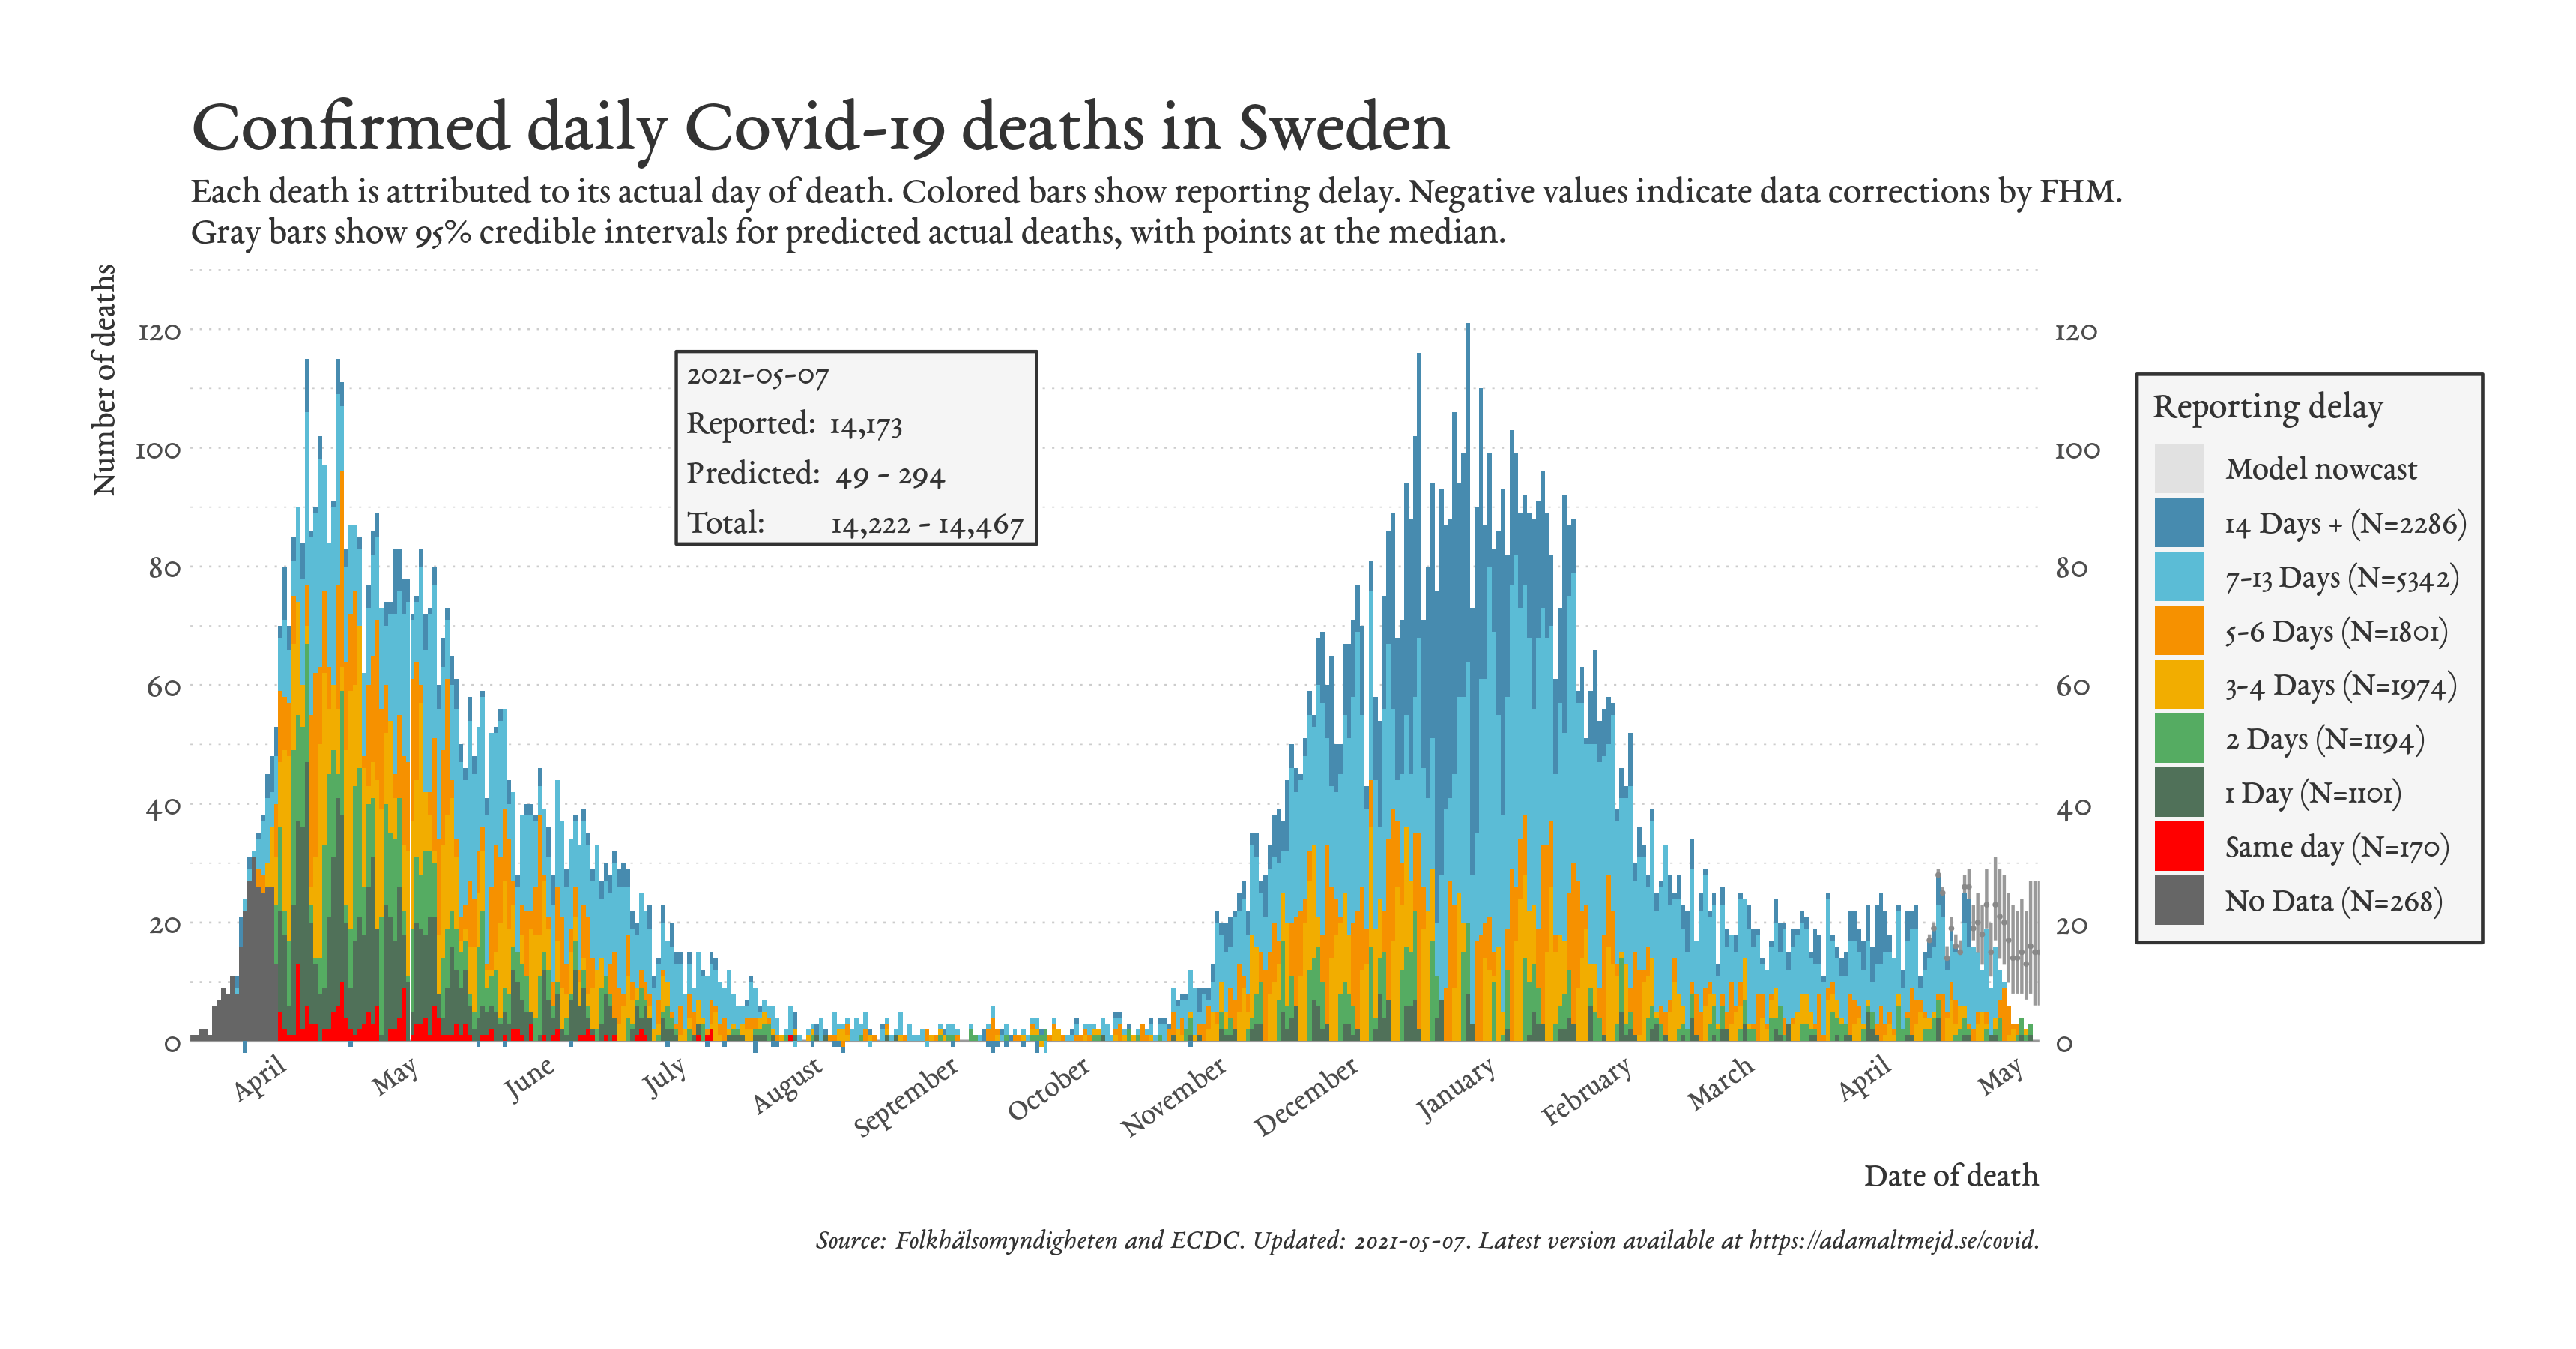 Confirmed daily Covid-19 deaths in Sweden
Each death is attributed to its actual day of death. Colored bars show reporting delay. Negative values indicate data corrections by FHM.
Gray bars show 95% credible intervals for predicted actual deaths, with points at the median.
Number of deaths
120
100
80
60
40
20
0
2021-05-07
Reported: 14,173
Predicted: 49 - 294
Total: 14,222 - 14,467
120
100
80
60
40
20
0
Reporting delay
Model nowcast
14 Days + (N=2286)
7-13 Days (N=5342)
5-6 Days (N=1801)
3-4 Days (N=1974)
2 Days (N=1194)
1 Day (N=1101)
Same day (N=170)
No Data (N=268)
April
May
June
July
August
September
October
November
December
January
February
March
April
May
Date of death
Source: Folkhälsomyndigheten and ECDC. Updated: 2021-05-07. Latest version available at https://adamaltmejd.se/covid.